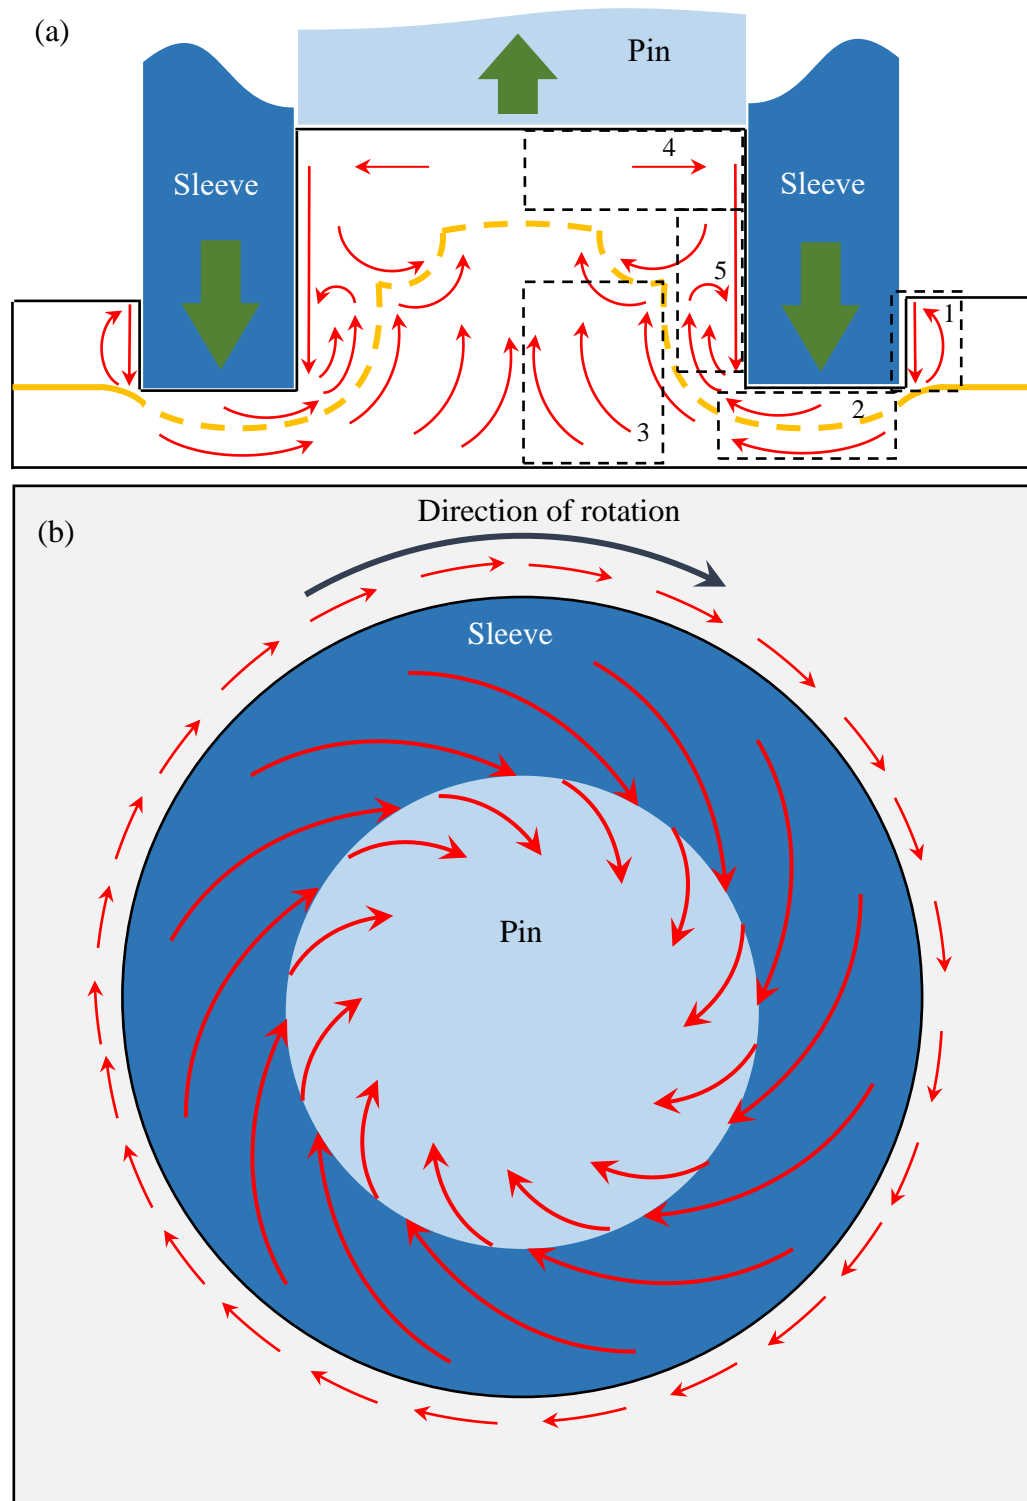 (a)
Pin
4
Sleeve
Sleeve
5
1
2
3
(b)
Direction of rotation
Sleeve
Pin